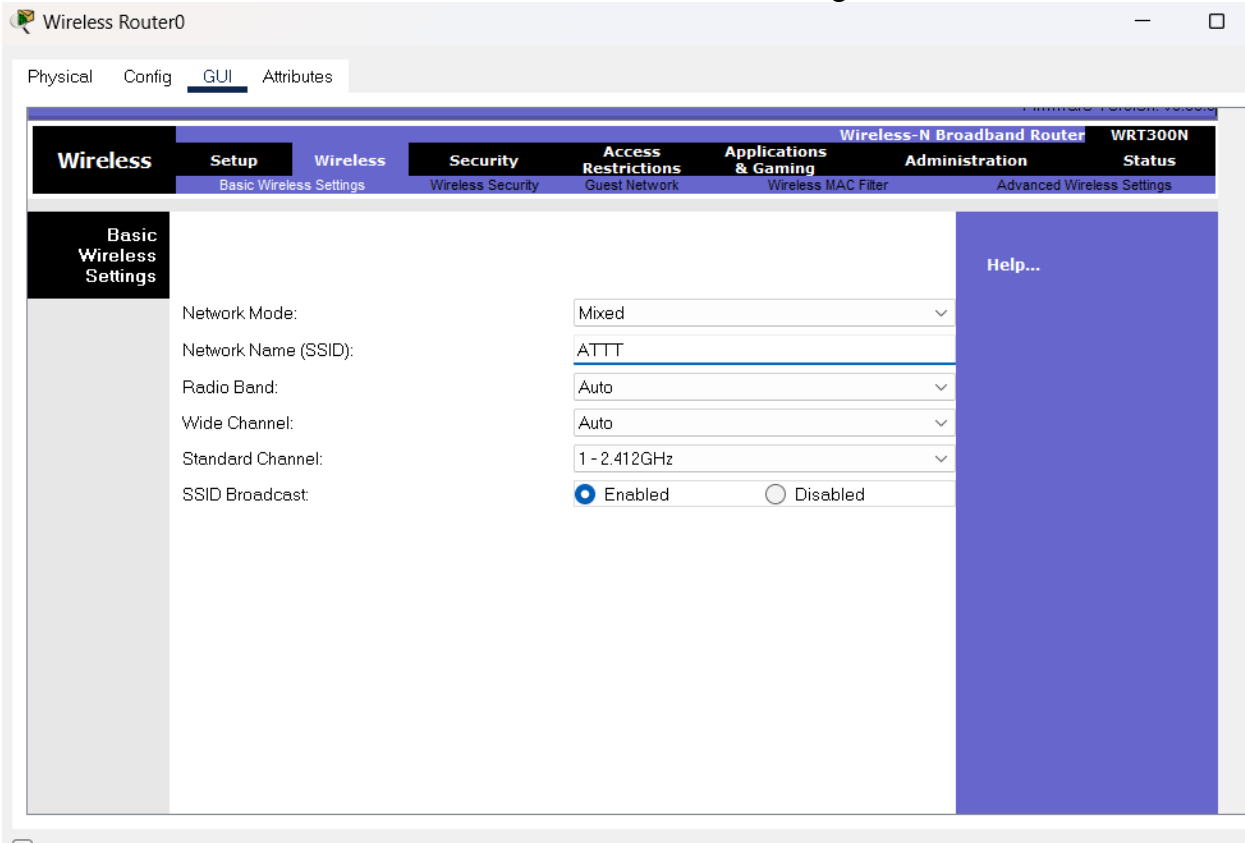 Wireless Router0
Physical Config GUI Attributes
Wireless-N Broadband Router WRT300N
Wireless Setup Wireless Security Access Restrictions Applications & Gaming Administration Status
Basic Wireless Settings Wireless Security Guest Network Wireless MAC Filter Advanced Wireless Settings
Basic
Wireless
Settings
Help...
Network Mode: Mixed
Network Name (SSID): ATTT
Radio Band: Auto
Wide Channel: Auto
Standard Channel: 1 - 2.412GHz
SSID Broadcast: Enabled Disabled